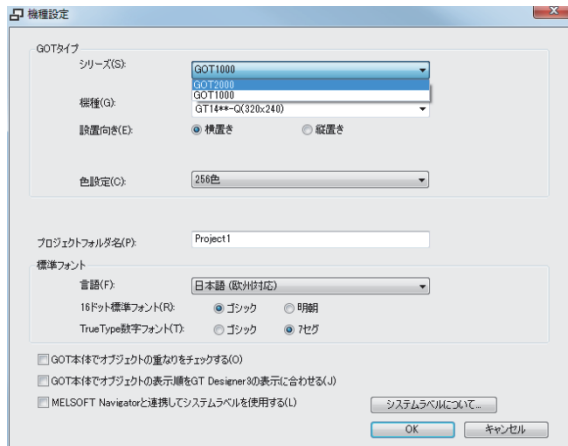 機種設定
GOTタイプ
シリーズ(S):
GOT1000
GOT2000
GOT1000
機種(G):
GT14**-Q(320x240)
設置向き(E):
横置き
縦置き
色設定(C):
256色
プロジェクトフォルダ名(P):
Project1
標準フォント
言語(F):
日本語 (欧州対応)
16ドット標準フォント(R):
ゴシック
明朝
TrueType数字フォント(T):
ゴシック
7セグ
GOT本体でオブジェクトの重なりをチェックする(O)
GOT本体でオブジェクトの表示順をGT Designer3の表示に合わせる(J)
MELSOFT Navigatorと連携してシステムラベルを使用する(L)
システムラベルについて...
OK
キャンセル